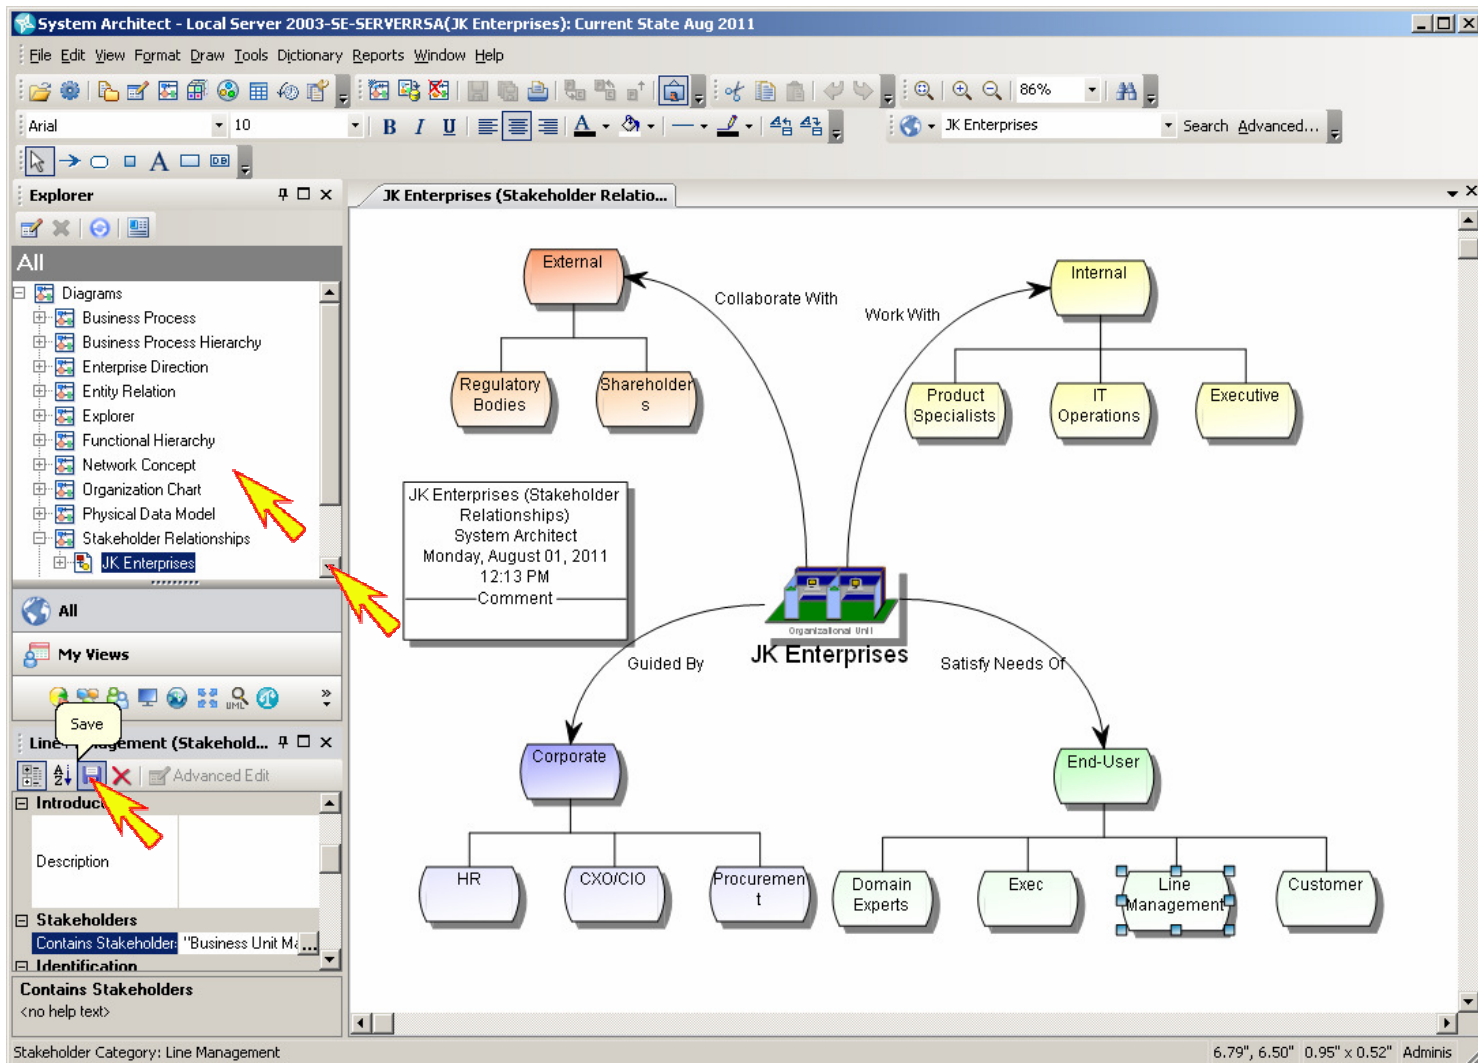 System Architect - Local Server 2003-SE-SERVERRSA(JK Enterprises): Current State Aug 2011
File Edit View Format Draw Tools Dictionary Reports Window Help
86%
Arial 10 B I U A JK Enterprises Search Advanced...
A DB
Explorer
JK Enterprises (Stakeholder Relatio...
All
Diagrams
Business Process
Business Process Hierarchy
Enterprise Direction
Entity Relation
Explorer
Functional Hierarchy
Network Concept
Organization Chart
Physical Data Model
Stakeholder Relationships
JK Enterprises
All
My Views
UML
Save
Line
gement (Stakehold...
Advanced Edit
Introduc
Description
Stakeholders
Contains Stakeholder: "Business Unit Ma ...
Identification
Contains Stakeholders
<no help text>
External
Collaborate With
Regulatory
Bodies
Shareholder
s
Internal
Work With
Product
Specialists
IT
Operations
Executive
JK Enterprises (Stakeholder
Relationships)
System Architect
Monday, August 01, 2011
12:13 PM
Comment
Organizational Unit
JK Enterprises
Guided By
Satisfy Needs Of
Corporate
HR
CXO/CIO
Procuremen
t
End-User
Domain
Experts
Exec
Line
Management
Customer
Stakeholder Category: Line Management
6.79", 6.50" 0.95" x 0.52" Adminis